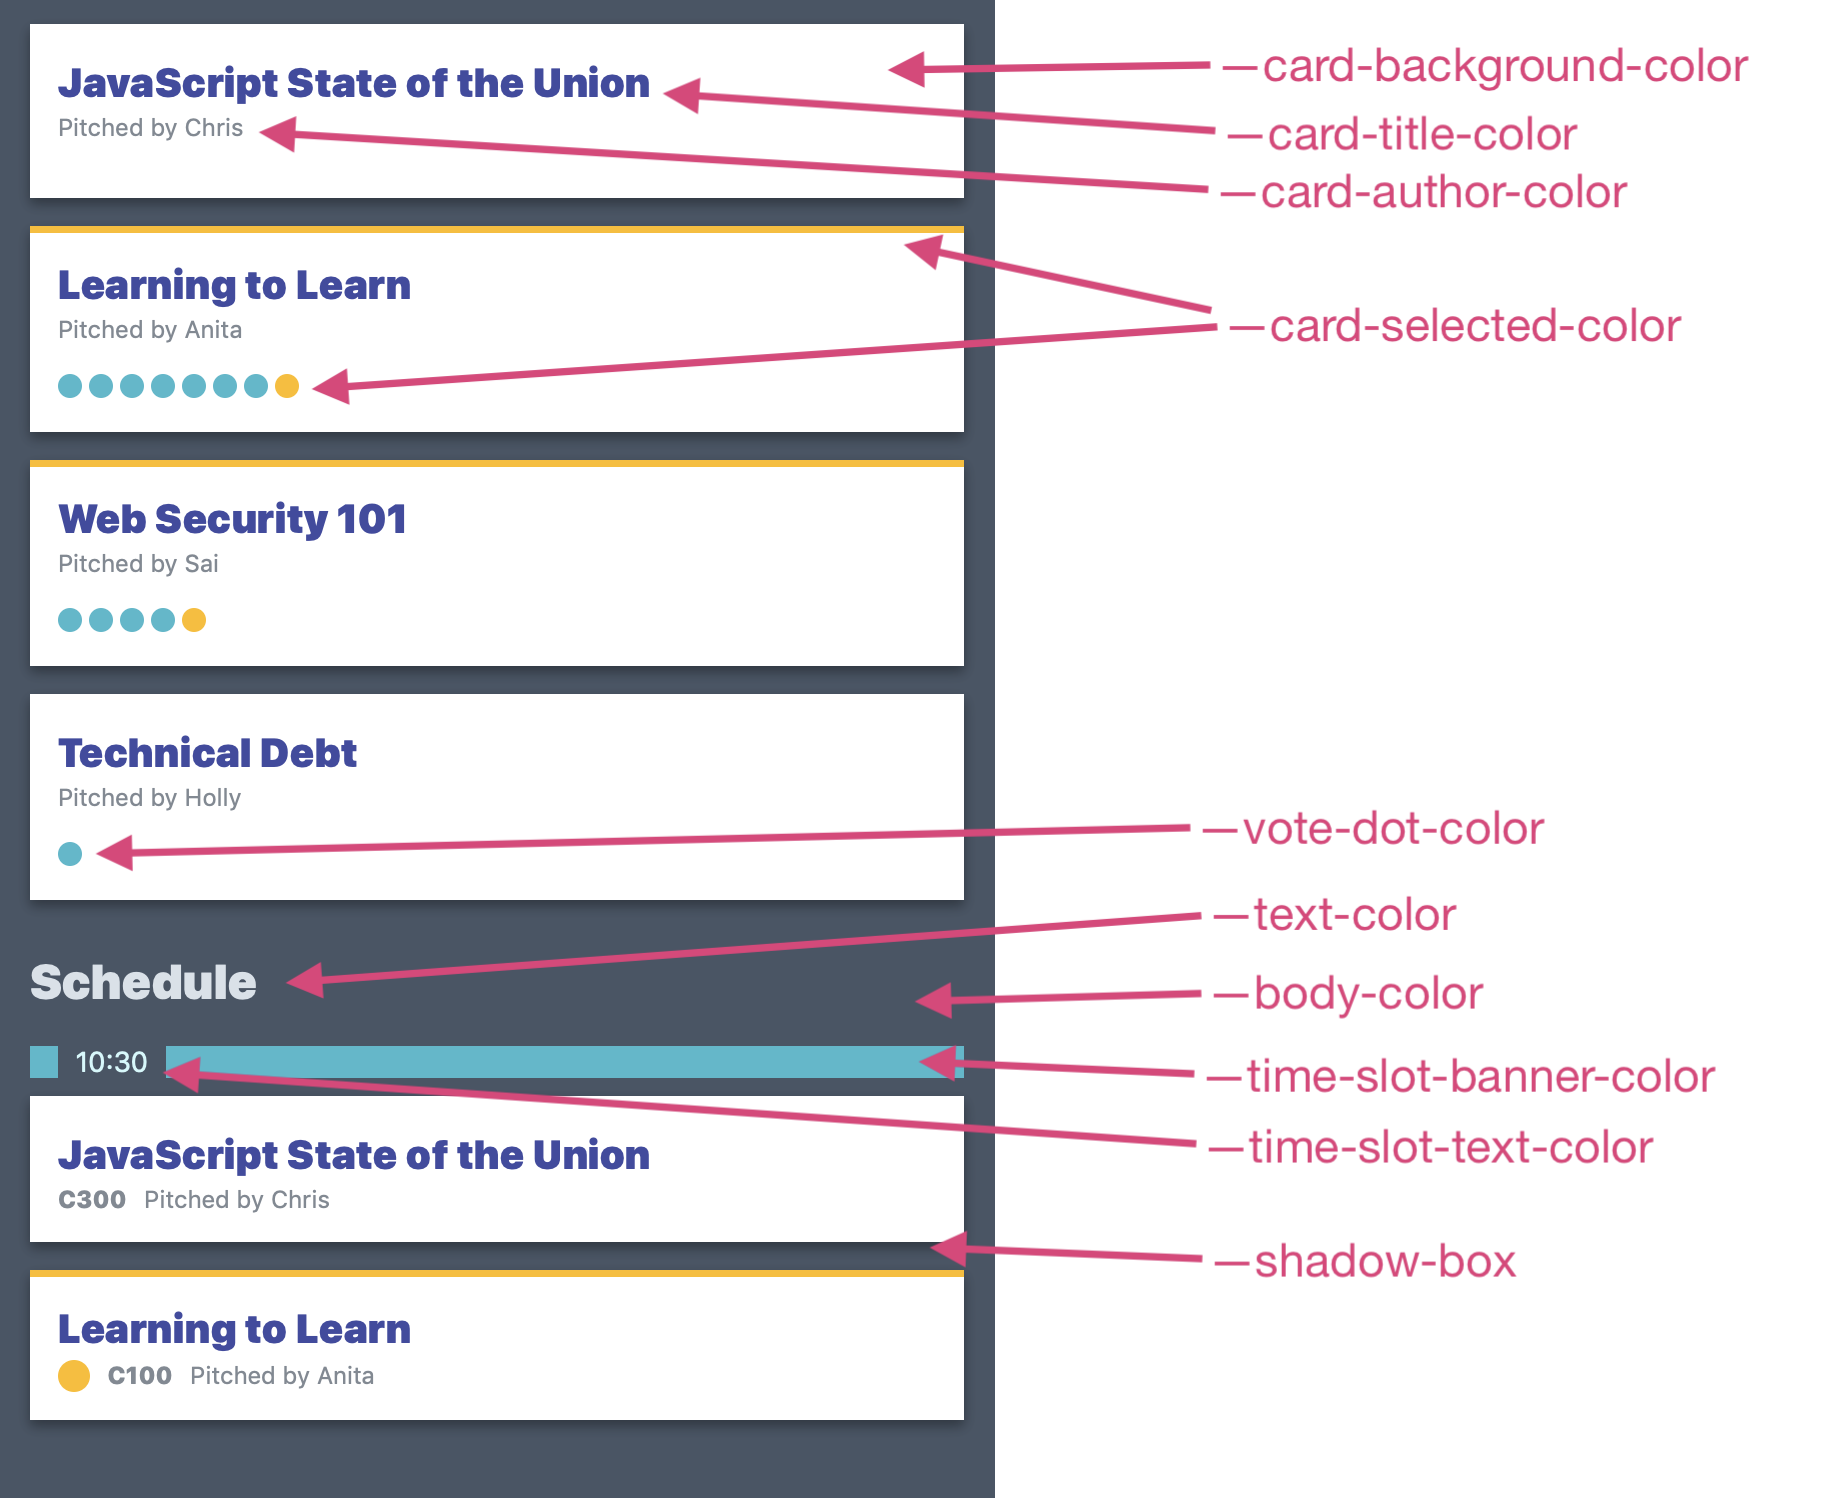 JavaScript State of the Union
Pitched by Chris
—card-background-color
—card-title-color
—card-author-color
Learning to Learn
Pitched by Anita
—card-selected-color
Web Security 101
Pitched by Sai
Technical Debt
Pitched by Holly
—vote-dot-color
—text-color
Schedule
—body-color
10:30
—time-slot-banner-color
—time-slot-text-color
JavaScript State of the Union
C300 Pitched by Chris
—shadow-box
Learning to Learn
C100 Pitched by Anita